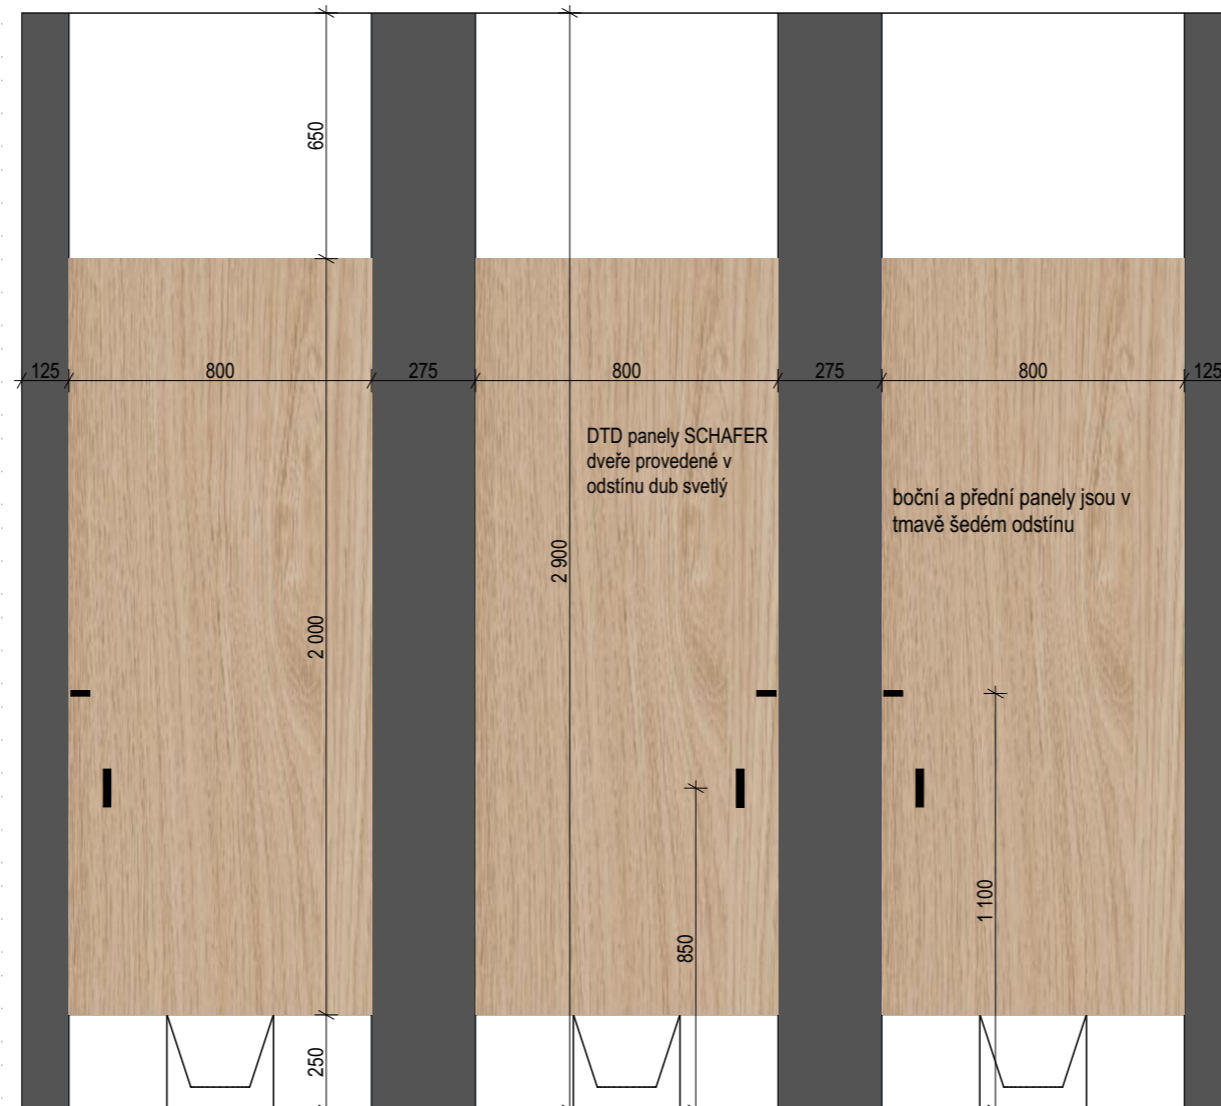 650
125
800
275
800
275
800
125
DTD panely SCHAFER
dveře provedené v
odstínu dub svetlý
boční a přední panely jsou v
tmavě šedém odstínu
2 900
2 000
1 100
850
250